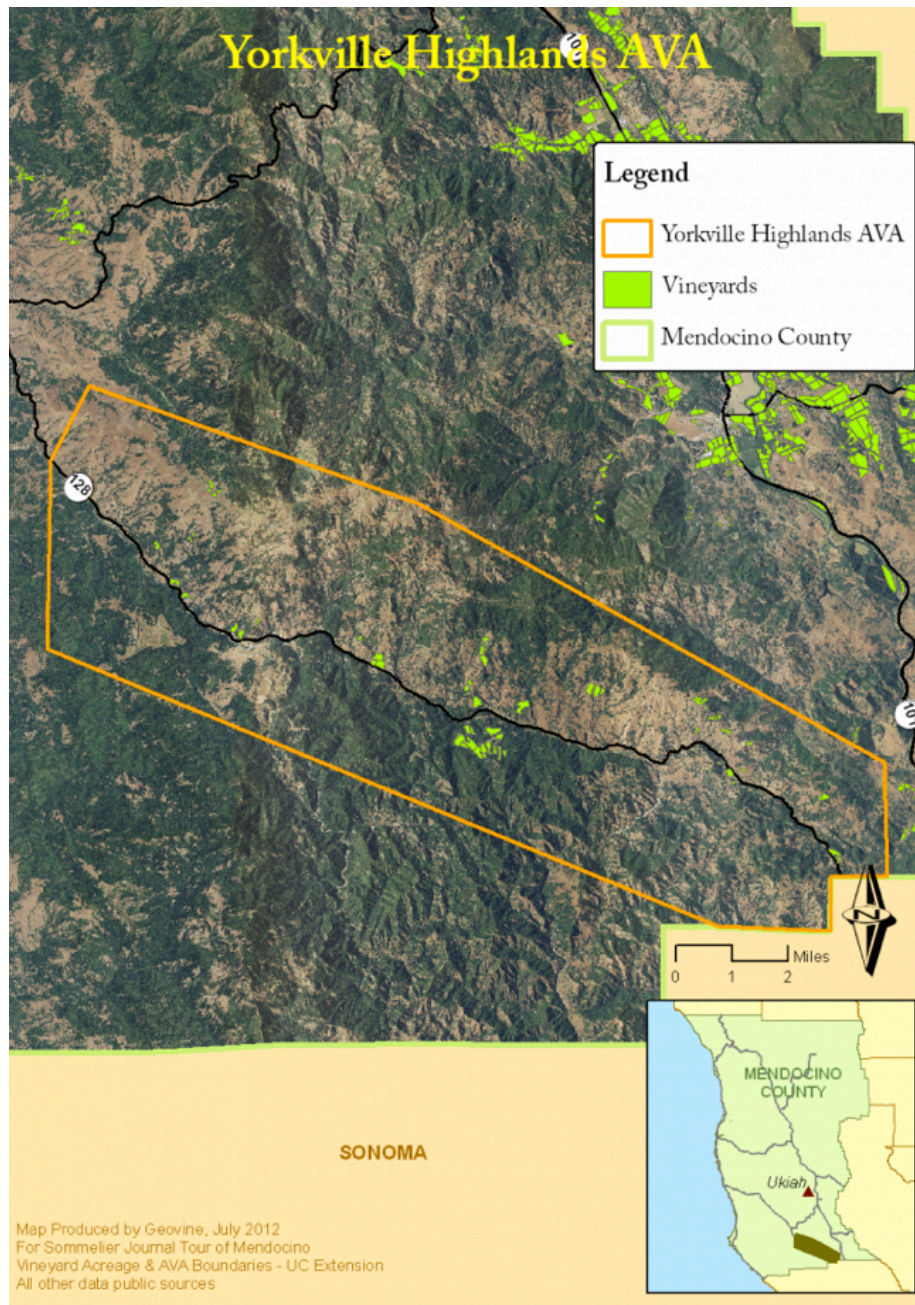 Yorkville Highlands AVA
101
Legend
Yorkville Highlands AVA
Vineyards
Mendocino County
128
101
N
Miles
0 1 2
MENDOCINO
COUNTY
Ukiah
SONOMA
Map Produced by Geovine, July 2012
For Sommelier Journal Tour of Mendocino
Vineyard Acreage & AVA Boundaries - UC Extension
All other data public sources